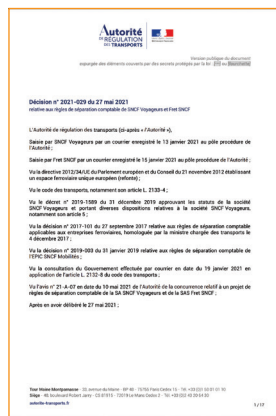 Autorité
DE RÉGULATION
DES TRANSPORTS
Version publique du document
expurgée des éléments couverts par des secrets protégés par la loi :
Décision n° 2021-029 du 27 mai 2021
relative aux règles de séparation comptable de SNCF Voyageurs et Fret SNCF
L'Autorité de régulation des transports (ci-après « l'Autorité »),
Saisie par SNCF Voyageurs par un courrier enregistré le 13 janvier 2021 au pôle procédure de
l'Autorité ;
Saisie par Fret SNCF par un courrier enregistré le 15 janvier 2021 au pôle procédure de l'Autorité ;
Vu la directive 2012/34/UE du Parlement européen et du Conseil du 21 novembre 2012 établissant
un espace ferroviaire unique européen (refonte) ;
Vu le code des transports, notamment son article L. 2133-4 ;
Vu le décret n° 2019-1589 du 31 décembre 2019 approuvant les statuts de la société
SNCF Voyageurs et portant diverses dispositions relatives à la société SNCF Voyageurs,
notamment son article 5 ;
Vu la décision n° 2017-101 du 27 septembre 2017 relative aux règles de séparation comptable
applicables aux entreprises ferroviaires, homologuée par la ministre chargée des transports le
4 décembre 2017 ;
Vu la décision n° 2019-003 du 31 janvier 2019 relative aux règles de séparation comptable de
l'EPIC SNCF Mobilités ;
Vu la consultation du Gouvernement effectuée par courrier en date du 19 janvier 2021 en
application de l'article L. 2132-8 du code des transports ;
Vu l'avis n° 21-A-07 en date du 10 mai 2021 de l'Autorité de la concurrence relatif à un projet de
règles de séparation comptable de la SA SNCF Voyageurs et de la SAS Fret SNCF ;
Après en avoir délibéré le 27 mai 2021 ;
Tour Maine Montparnasse - 33, avenue du Maine - BP 48 - 75755 Paris Cedex 15 - Tél. +33 (0)1 58 01 01 10
Siège - 48, boulevard Robert Jarry - CS 81915 - 72019 Le Mans Cedex 2 - Tél. +33 (0)2 43 20 64 30
autorite-transports.fr
1 / 17